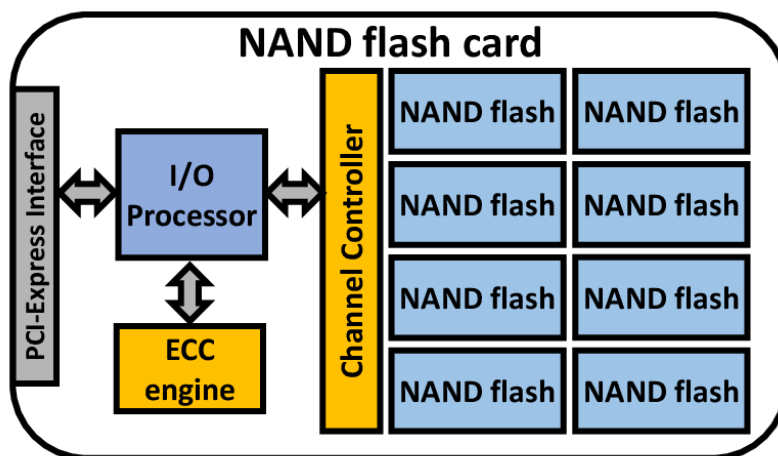 NAND flash card
PCI-Express Interface
I/O
Processor
ECC
engine
Channel Controller
NAND flash
NAND flash
NAND flash
NAND flash
NAND flash
NAND flash
NAND flash
NAND flash